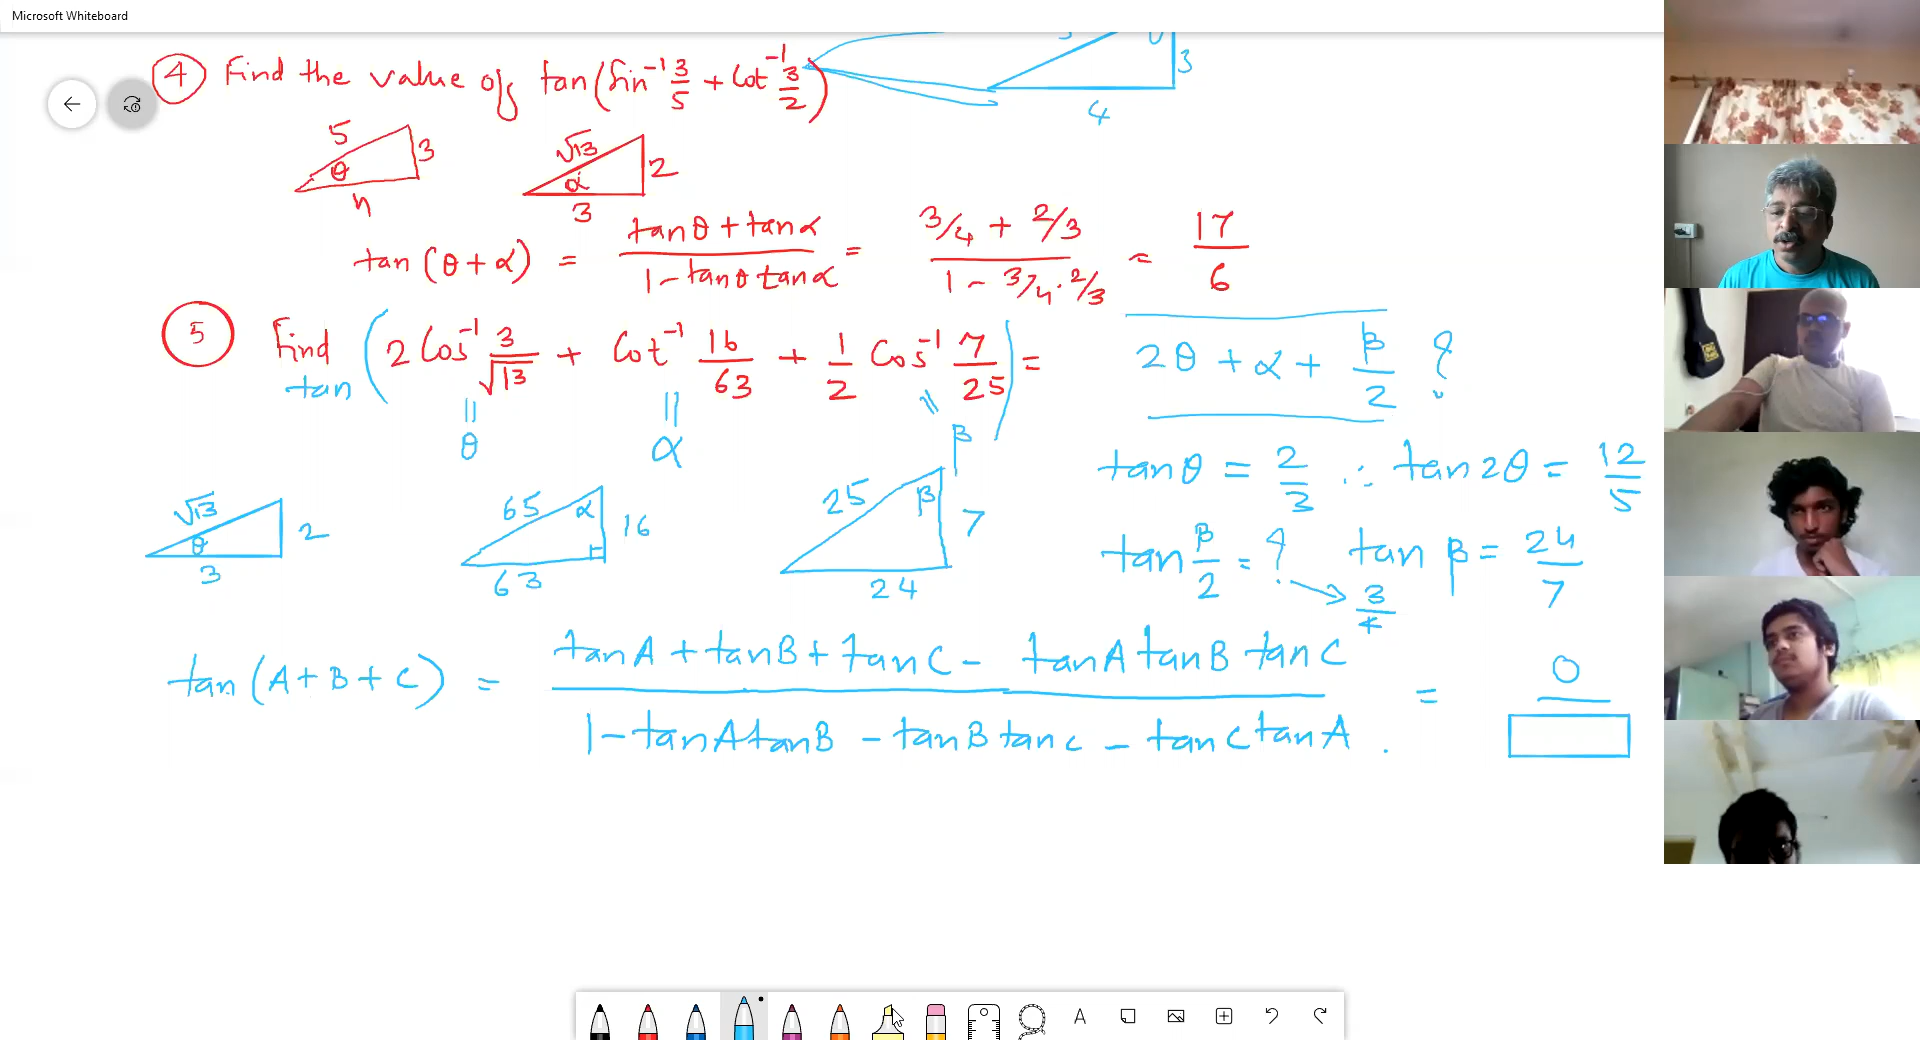 Microsoft Whiteboard
4 Find the value of tan(Sin⁻¹ 3/5 + Cot⁻¹ 3/2)
3
4
5 3 θ 4
√13 2 α 3
tan(θ+α) = (tanθ + tanα)/(1 - tanθ tanα) = (3/4 + 2/3)/(1 - 3/4 · 2/3) = 17/6
5 Find tan(2 Cos⁻¹ 3/√13 + Cot⁻¹ 16/63 + 1/2 Cos⁻¹ 7/25) = 2θ + α + β/2 ?
|| θ || α || β
tanθ = 2/3 ∴ tan2θ = 12/5
√13 θ 2 3
65 α 16 63
25 β 7 24
tan β/2 = ? → 3/4 tan β = 24/7
tan(A+B+C) = (tanA + tanB + tanC - tanA tanB tanC)/(1 - tanA tanB - tanB tanC - tanC tanA) = 0/□
A